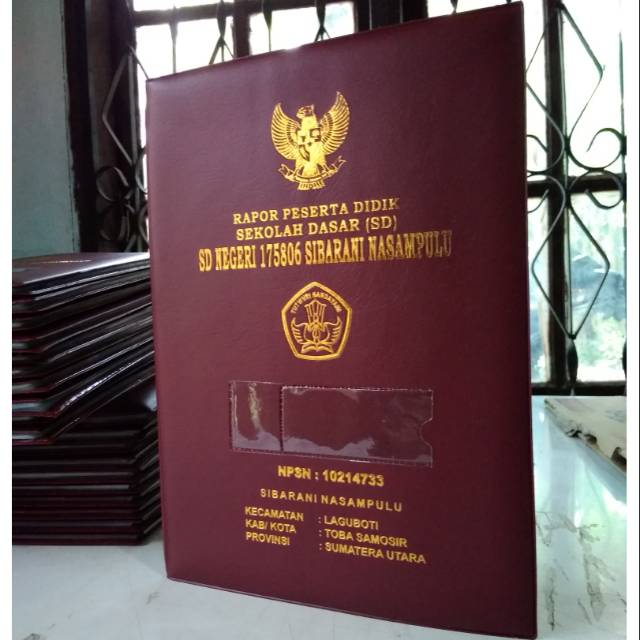 RAPOR PESERTA DIDIK
SEKOLAH DASAR (SD)
SD NEGERI 175806 SIBARANI NASAMPULU
TUT WURI HANDAYANI
NPSN : 10214733
SIBARANI NASAMPULU
KECAMATAN : LAGUBOTI
KAB/ KOTA : TOBA SAMOSIR
PROVINSI : SUMATERA UTARA